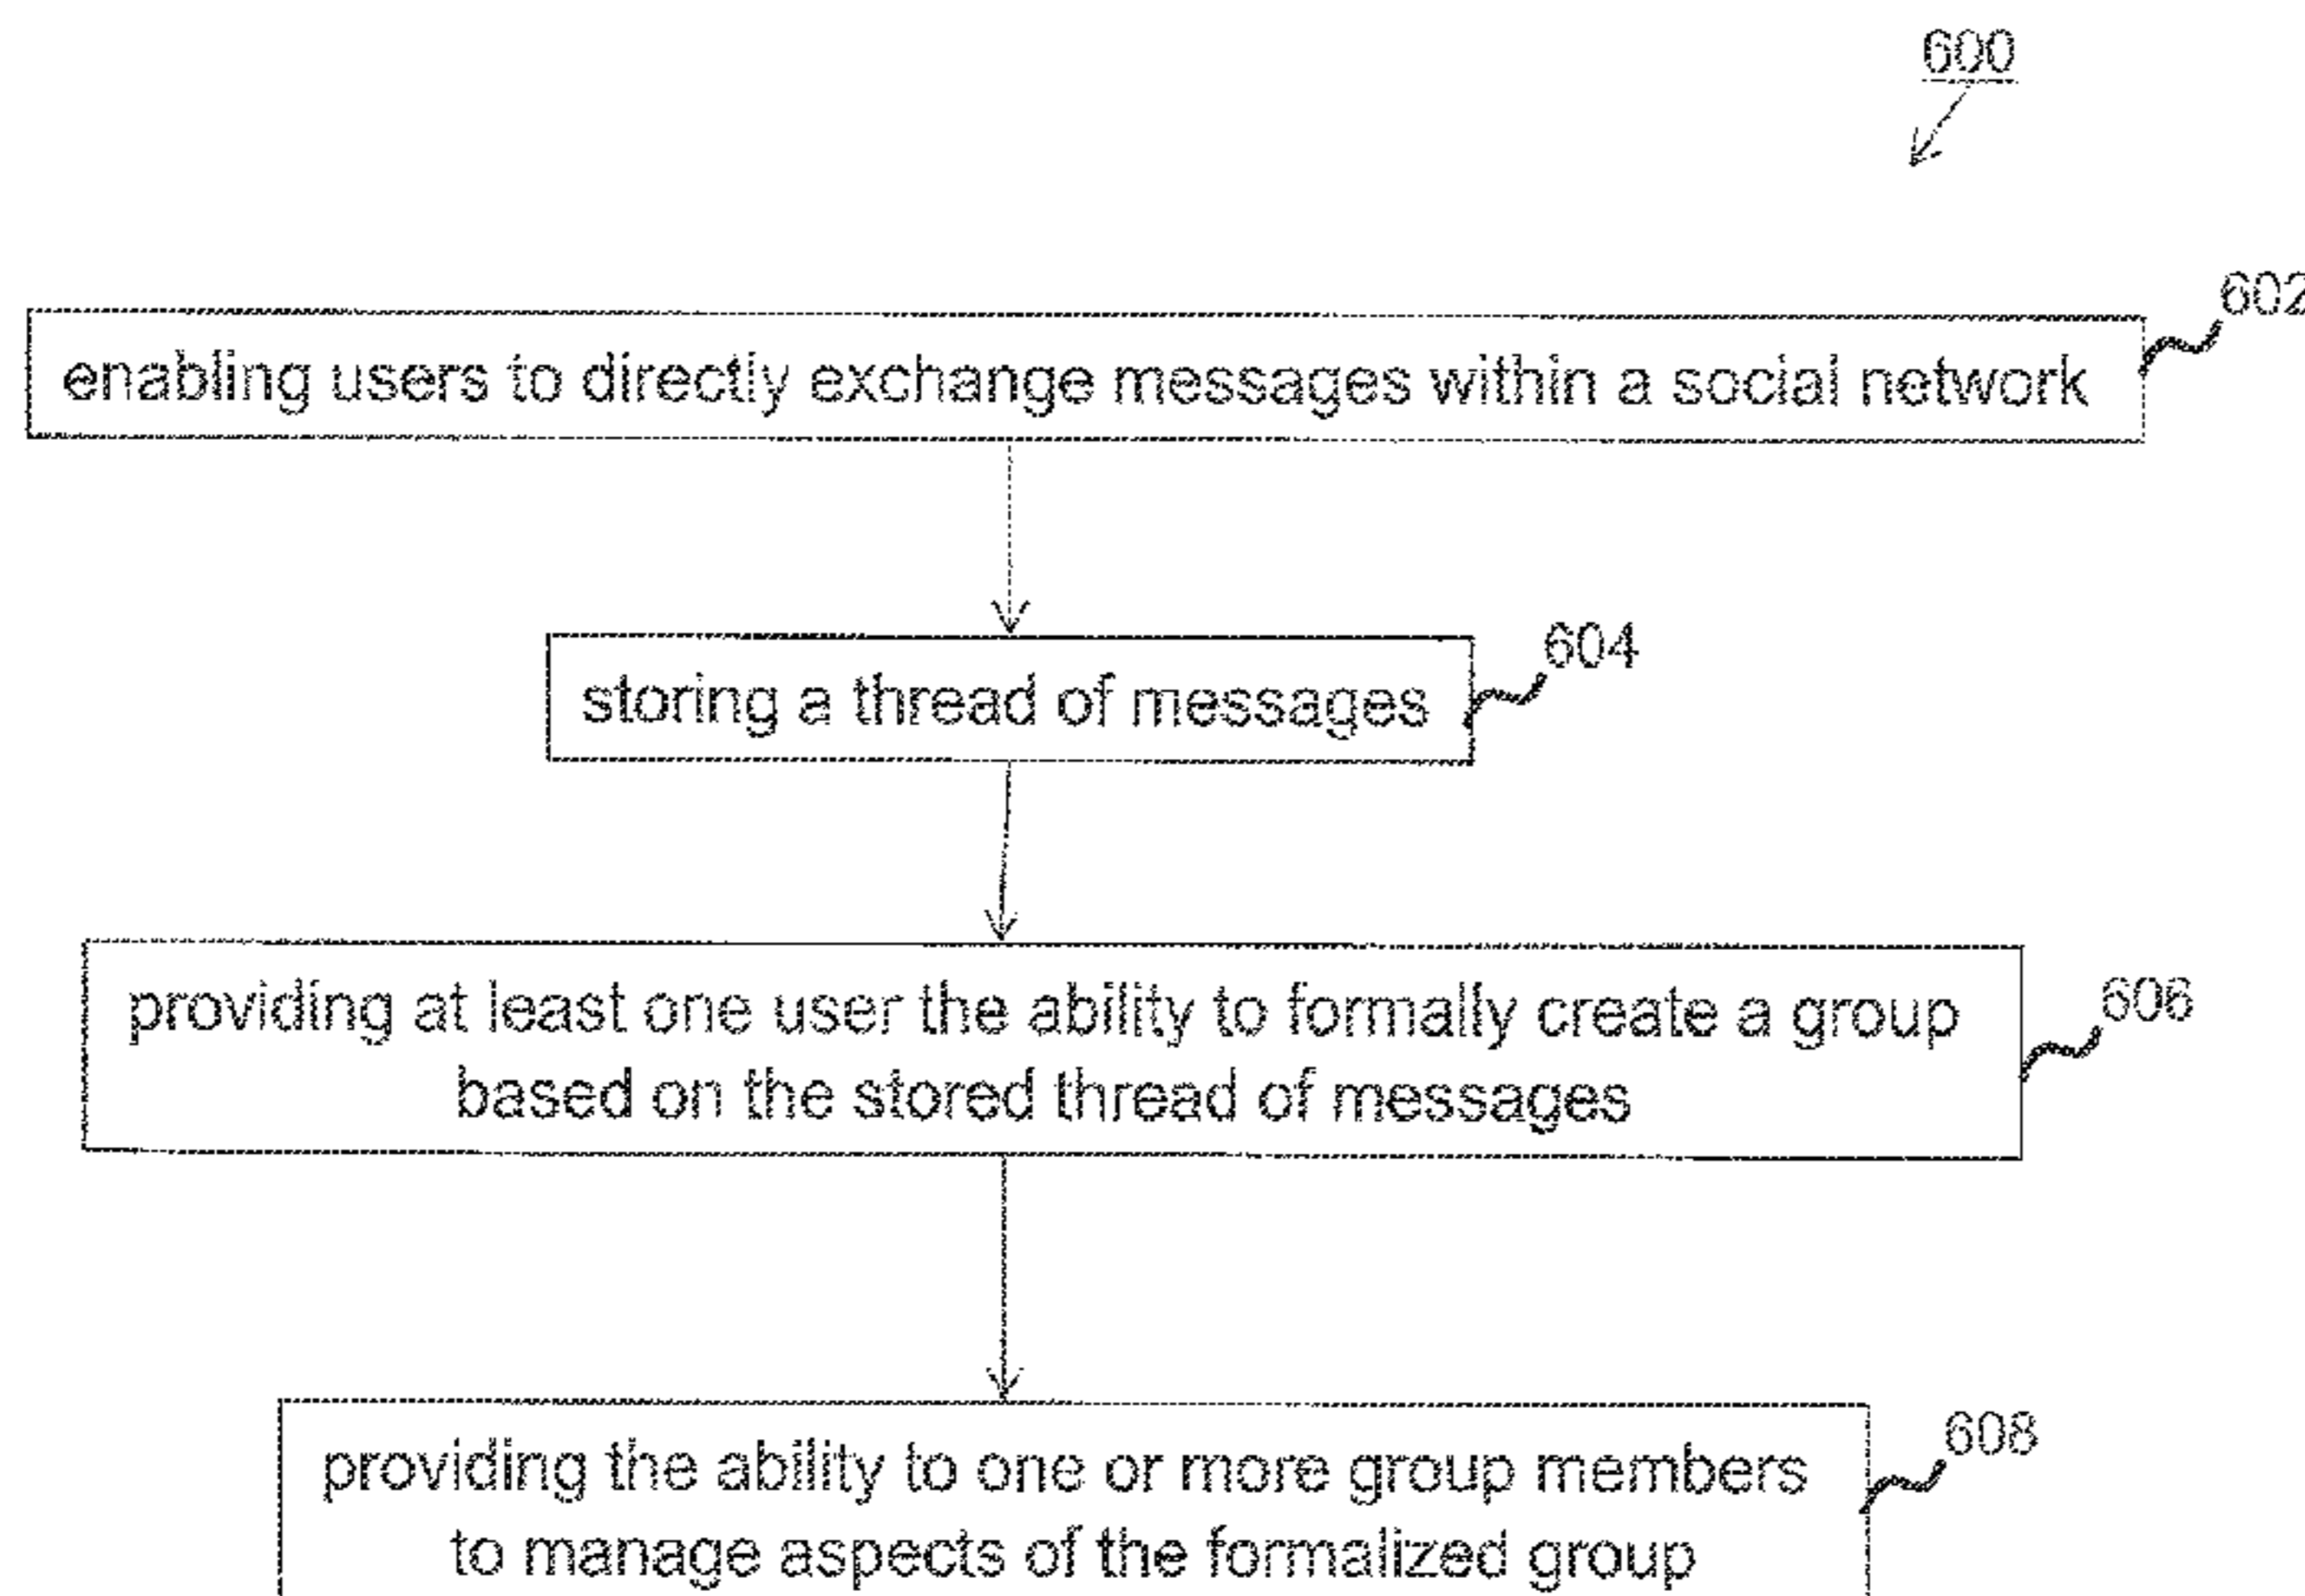 600
602
enabling users to directly exchange messages within a social network
604
storing a thread of messages
606
providing at least one user the ability to formally create a group
based on the stored thread of messages
608
providing the ability to one or more group members
to manage aspects of the formalized group